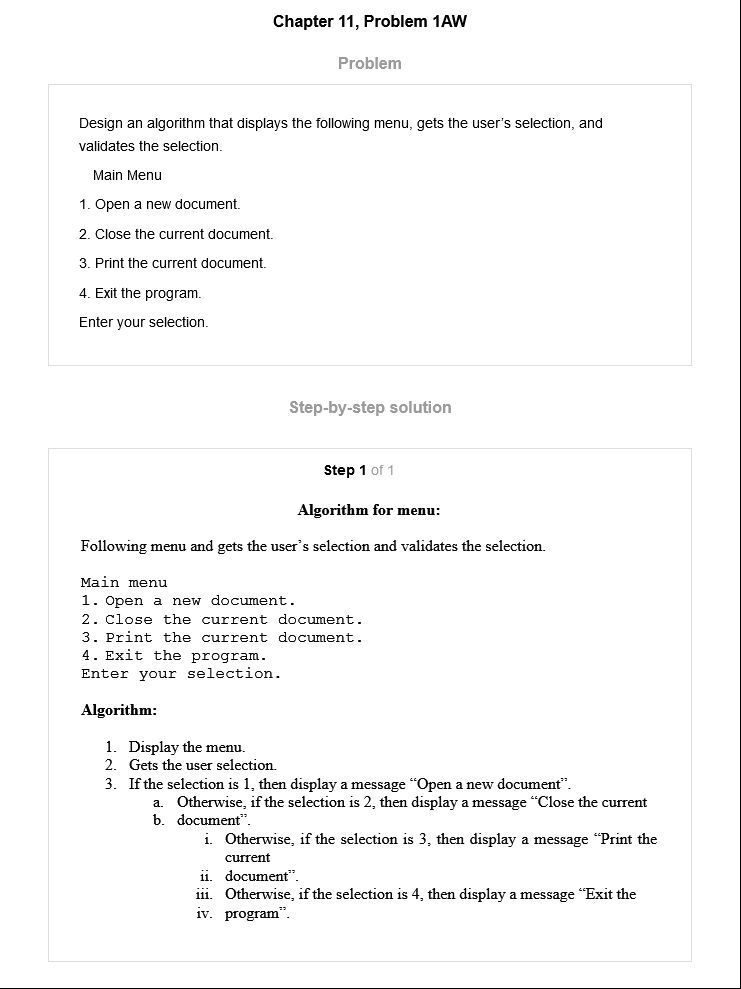 Chapter 11, Problem 1AW
Problem
Design an algorithm that displays the following menu, gets the user's selection, and
validates the selection.
Main Menu
1. Open a new document.
2. Close the current document.
3. Print the current document.
4. Exit the program.
Enter your selection.
Step-by-step solution
Step 1 of 1
Algorithm for menu:
Following menu and gets the user's selection and validates the selection.
Main menu
1. Open a new document.
2. Close the current document.
3. Print the current document.
4. Exit the program.
Enter your selection.
Algorithm:
1. Display the menu.
2. Gets the user selection.
3. If the selection is 1, then display a message “Open a new document”.
a. Otherwise, if the selection is 2, then display a message “Close the current
b. document”.
i. Otherwise, if the selection is 3, then display a message “Print the
current
ii. document”.
iii. Otherwise, if the selection is 4, then display a message “Exit the
iv. program”.